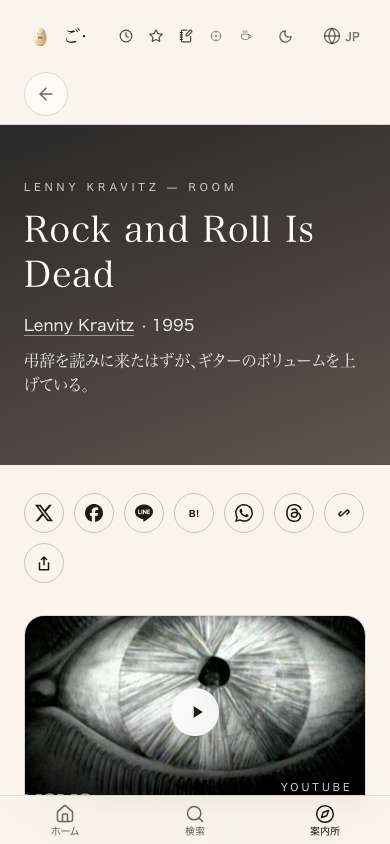 ご·
JP
LENNY KRAVITZ — ROOM
Rock and Roll Is
Dead
Lenny Kravitz · 1995
弔辞を読みに来たはずが、ギターのボリュームを上
げている。
LINE
B!
YOUTUBE
ホーム
検索
案内所